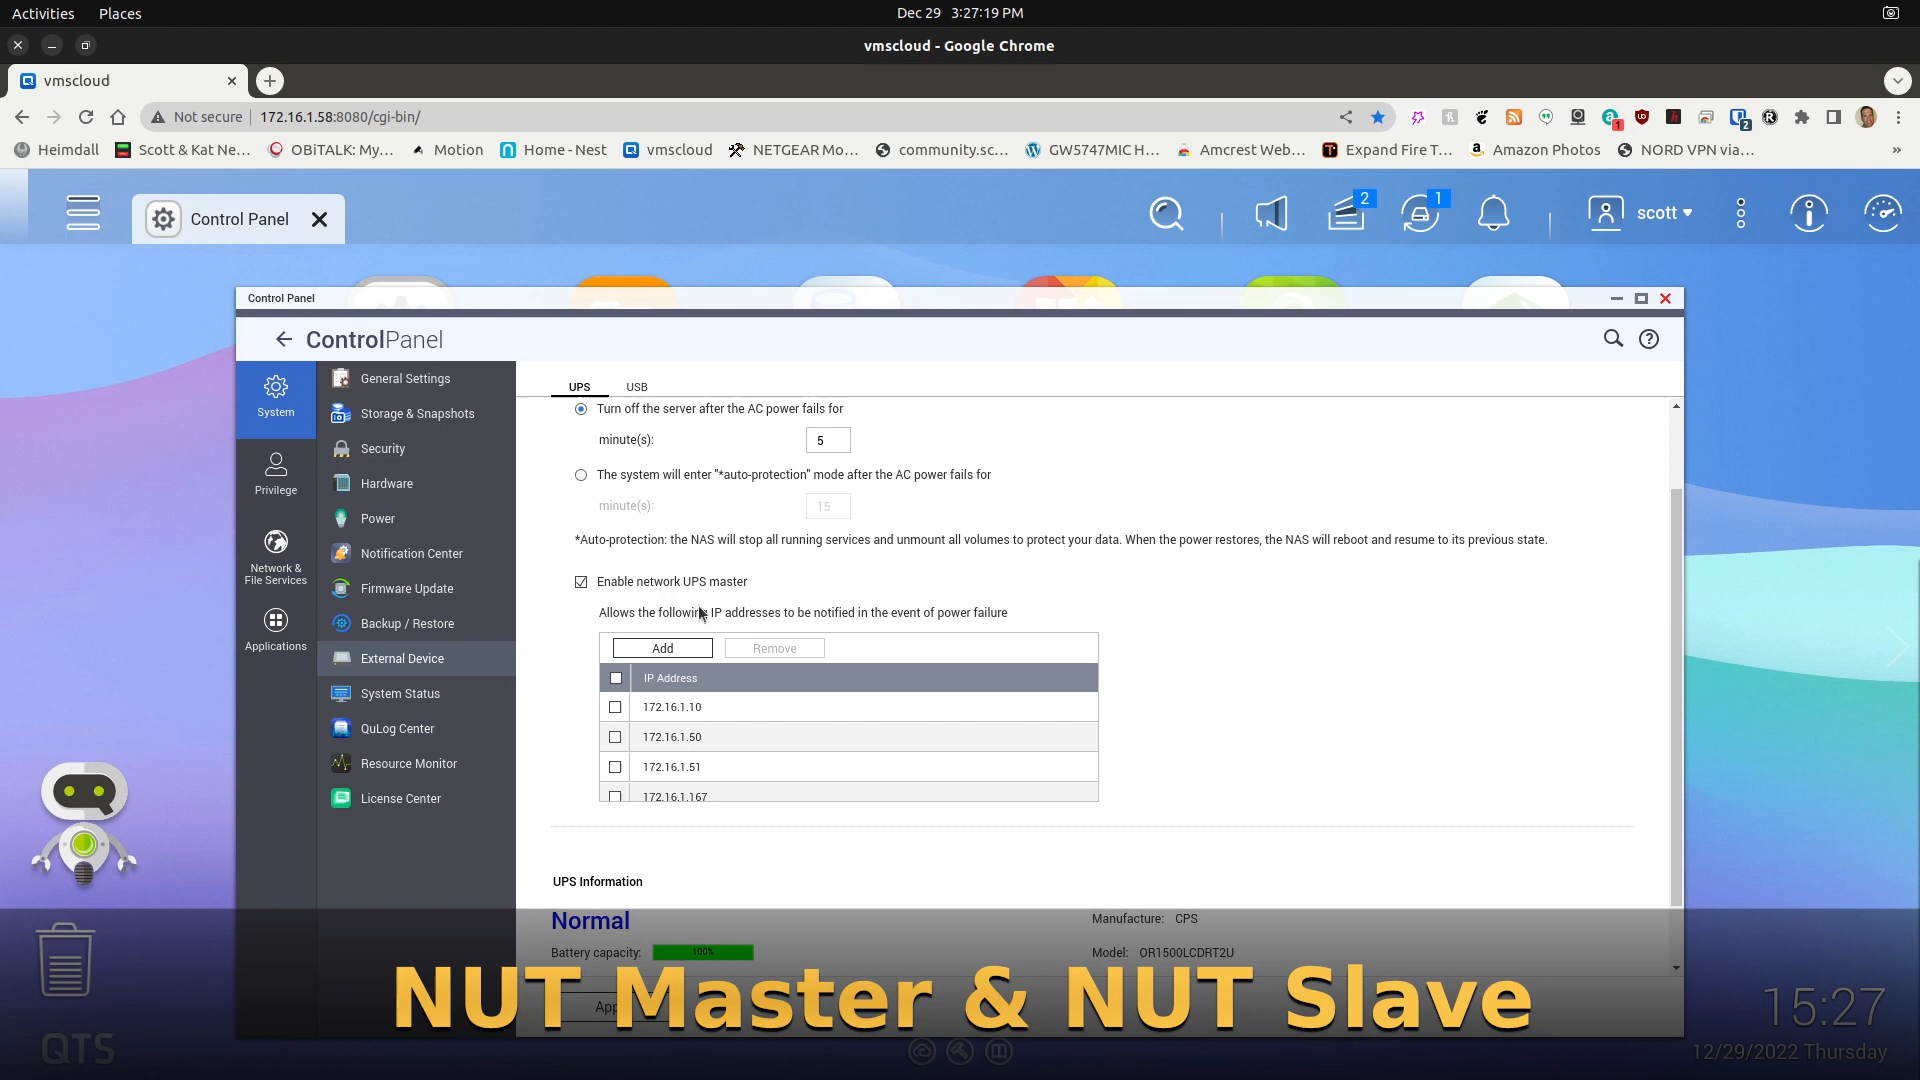 Activities Places Dec 29 3:27:19 PM
vmscloud - Google Chrome
vmscloud
Not secure 172.16.1.58:8080/cgi-bin/
1 2
Heimdall Scott & Kat Ne... OBiTALK: My... Motion Home - Nest vmscloud NETGEAR Mo... community.sc... GW5747MIC H... Amcrest Web... Expand Fire T... Amazon Photos NORD VPN via... »
Control Panel 2 1 scott
Control Panel
ControlPanel
System
Privilege
Network &
File Services
Applications
General Settings
Storage & Snapshots
Security
Hardware
Power
Notification Center
Firmware Update
Backup / Restore
External Device
System Status
QuLog Center
Resource Monitor
License Center
UPS USB
Turn off the server after the AC power fails for
minute(s): 5
The system will enter "*auto-protection" mode after the AC power fails for
minute(s): 15
*Auto-protection: the NAS will stop all running services and unmount all volumes to protect your data. When the power restores, the NAS will reboot and resume to its previous state.
Enable network UPS master
Allows the following IP addresses to be notified in the event of power failure
Add Remove
IP Address
172.16.1.10
172.16.1.50
172.16.1.51
172.16.1.167
UPS Information
Normal Manufacture: CPS
Battery capacity: 100% Model: OR1500LCDRT2U
NUT Master & NUT Slave
QTS
15:27
12/29/2022 Thursday